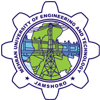 MEHRAN UNIVERSITY OF ENGINEERING AND TECHNOLOGY
JAMSHORO